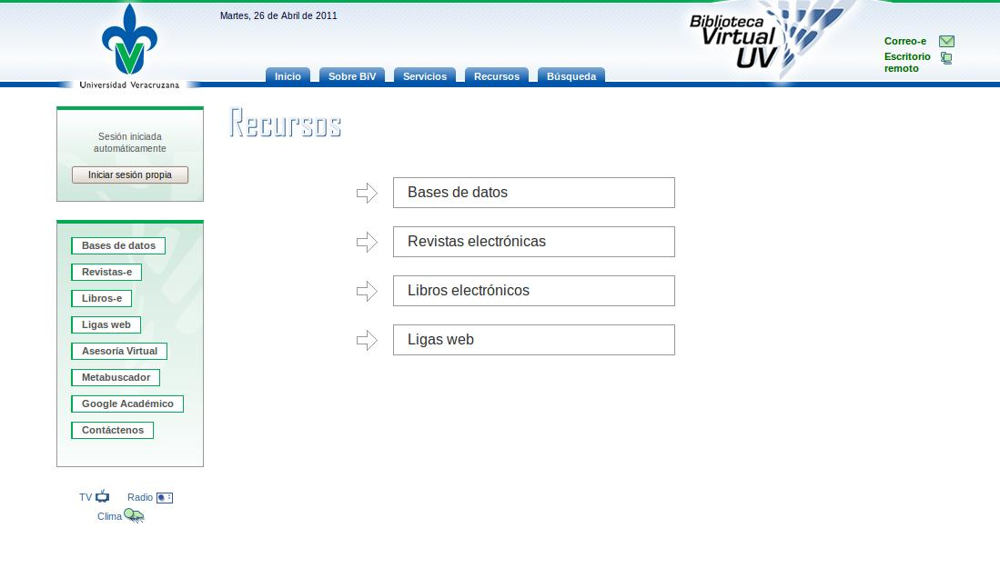 Martes, 26 de Abril de 2011
Biblioteca
Virtual
UV
Correo-e
Escritorio
remoto
Universidad Veracruzana
Inicio
Sobre BiV
Servicios
Recursos
Búsqueda
Sesión iniciada
automáticamente
Iniciar sesión propia
Recursos
Bases de datos
Revistas electrónicas
Libros electrónicos
Ligas web
Bases de datos
Revistas-e
Libros-e
Ligas web
Asesoría Virtual
Metabuscador
Google Académico
Contáctenos
TV
Radio
Clima